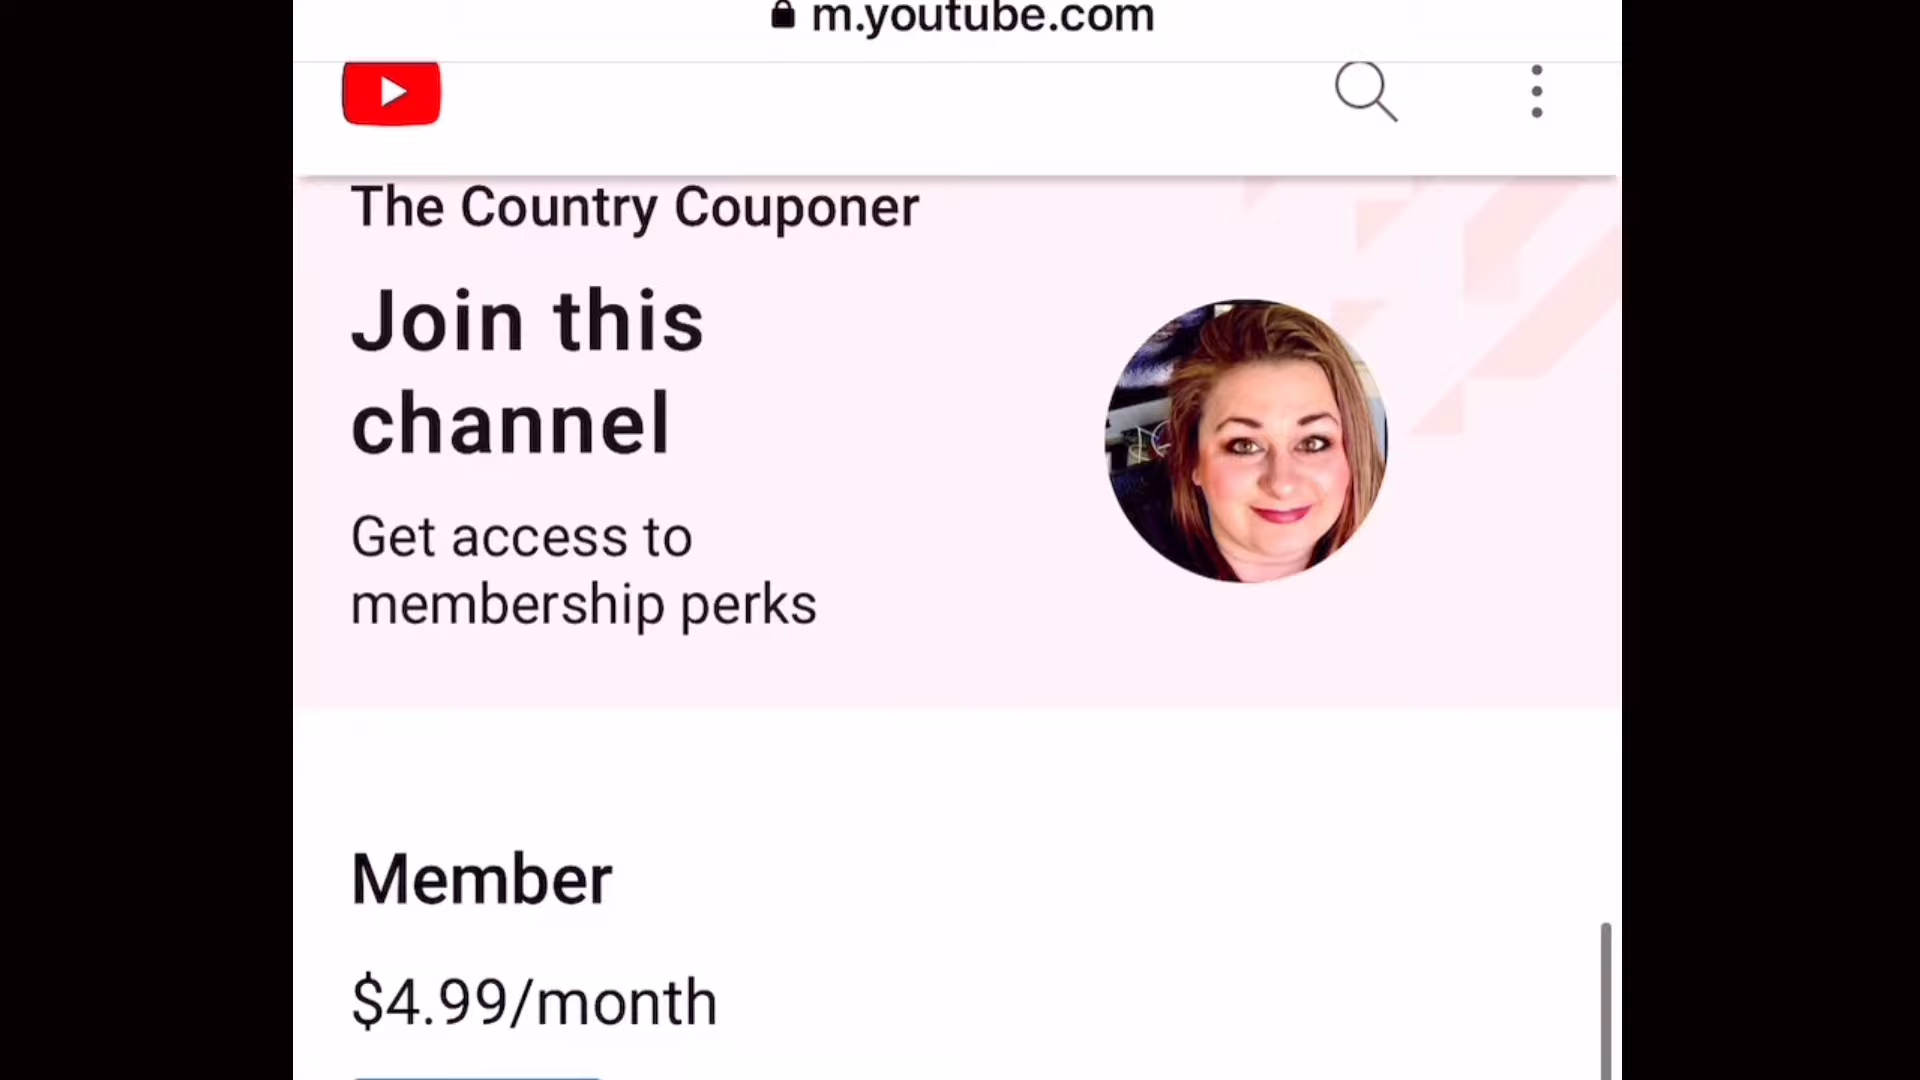 m.youtube.com
The Country Couponer
Join this
channel
Get access to
membership perks
Member
$4.99/month